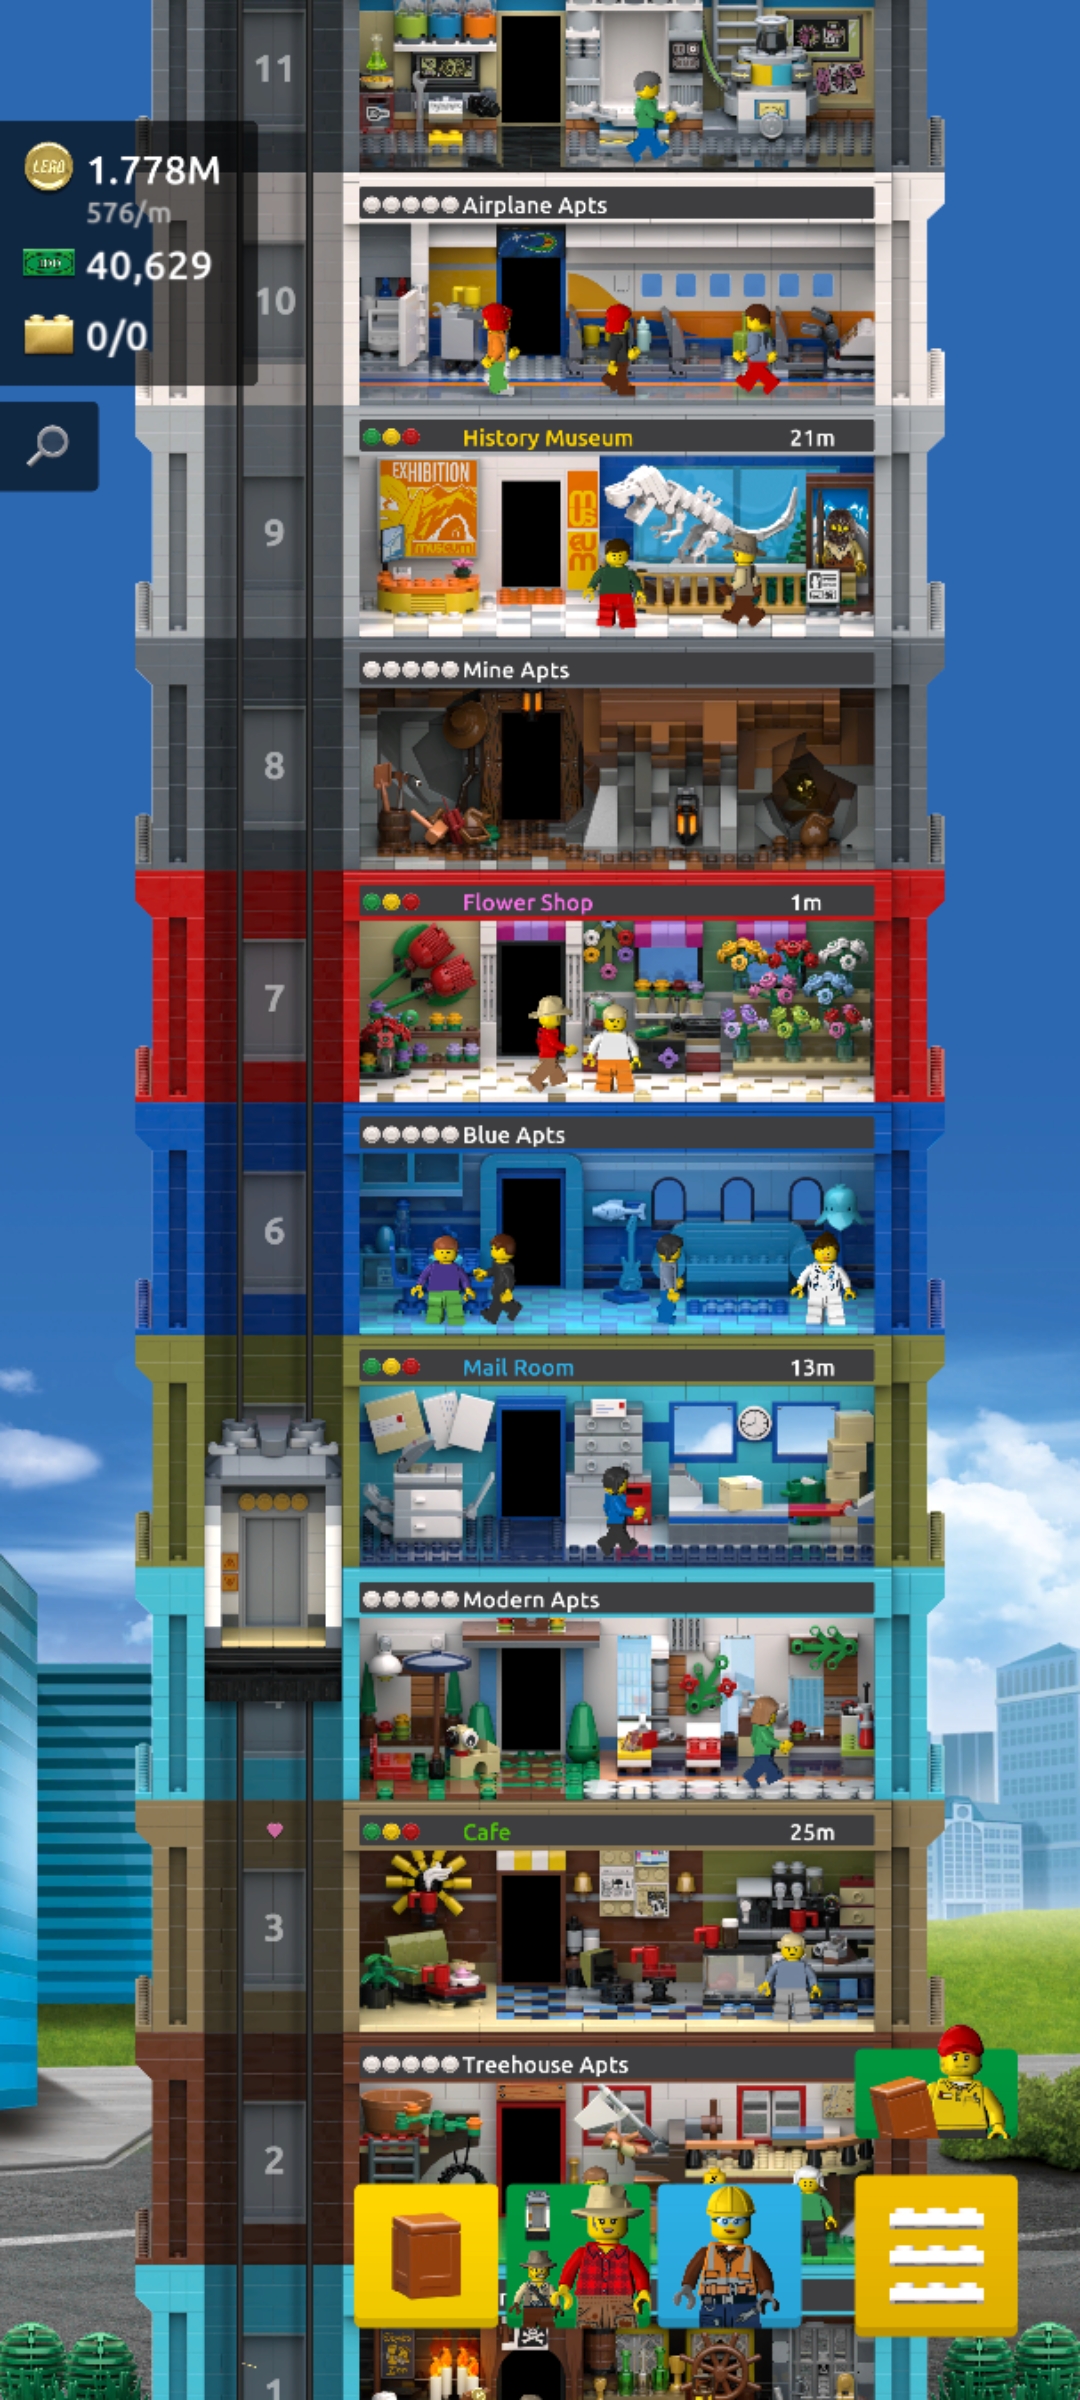 11
LEGO 1.778M
576/m
40,629
0/0
Airplane Apts
10
History Museum 21m
EXHIBITION
museum
mus
eum
9
Mine Apts
8
Flower Shop 1m
7
Blue Apts
6
Mail Room 13m
Modern Apts
Cafe 25m
3
Treehouse Apts
2
1